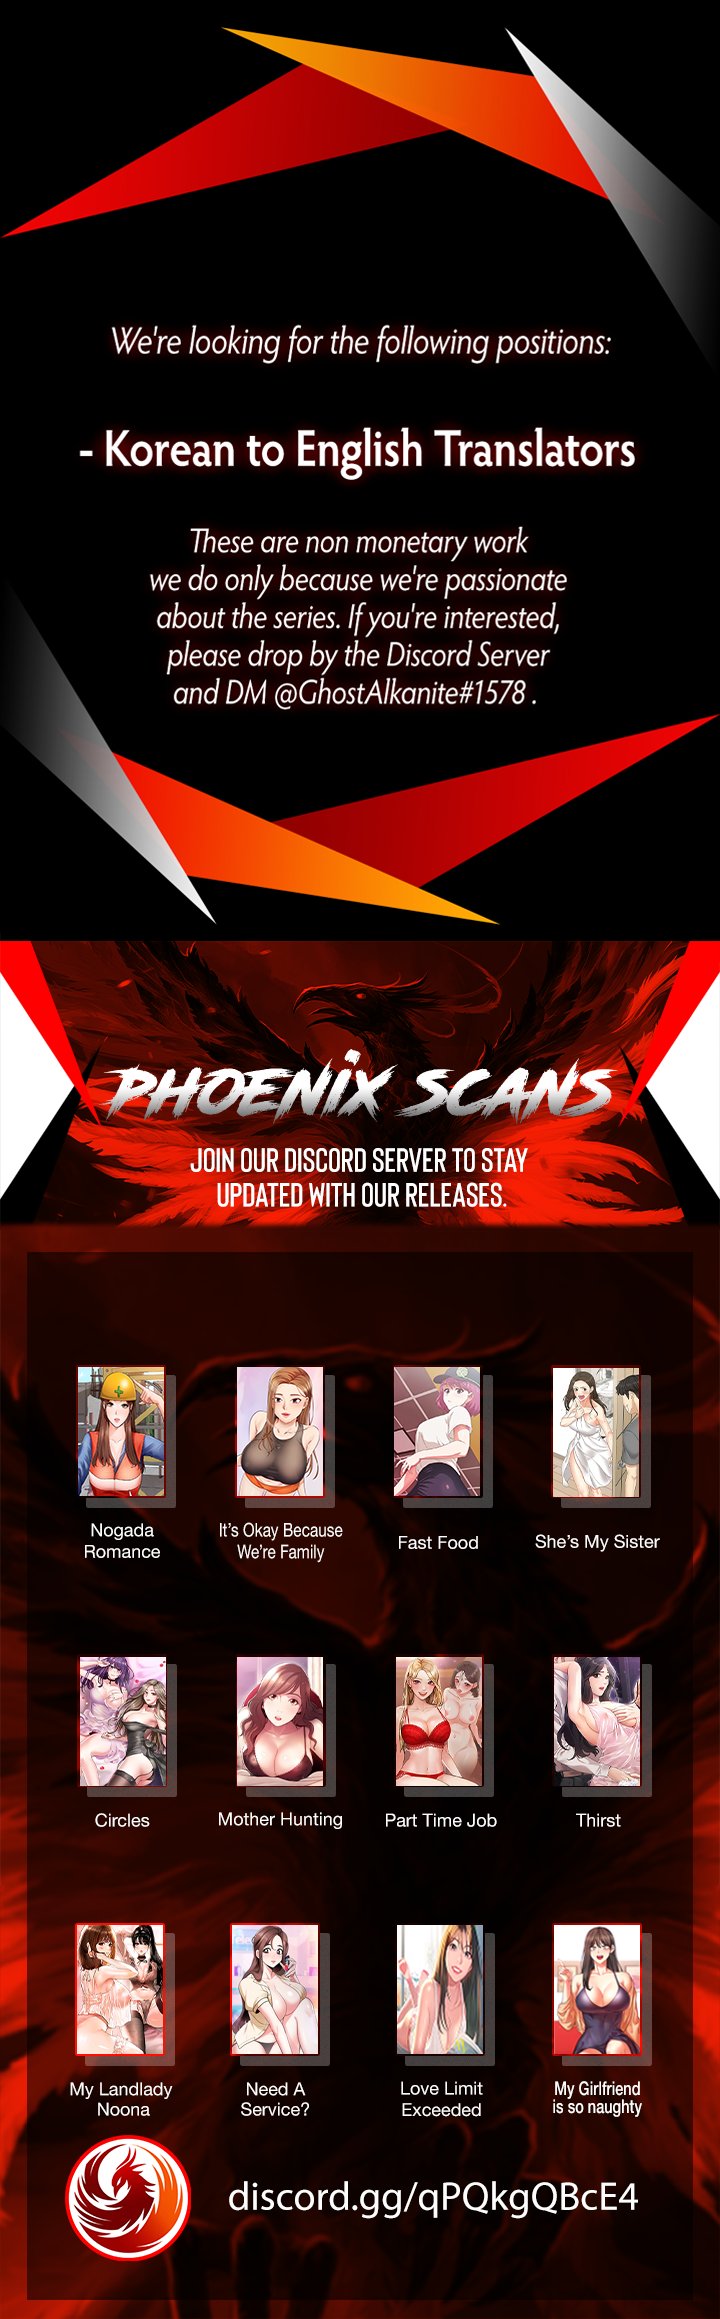 We're looking for the following positions:
- Korean to English Translators
These are non monetary work
we do only because we're passionate
about the series. If you're interested,
please drop by the Discord Server
and DM @GhostAlkanite#1578 .
PHOENIX SCANS
JOIN OUR DISCORD SERVER TO STAY
UPDATED WITH OUR RELEASES.
Nogada
Romance
It's Okay Because
We're Family
Fast Food
She's My Sister
Circles
Mother Hunting
Part Time Job
Thirst
My Landlady
Noona
Need A
Service?
Love Limit
Exceeded
My Girlfriend
is so naughty
discord.gg/qPQkgQBcE4